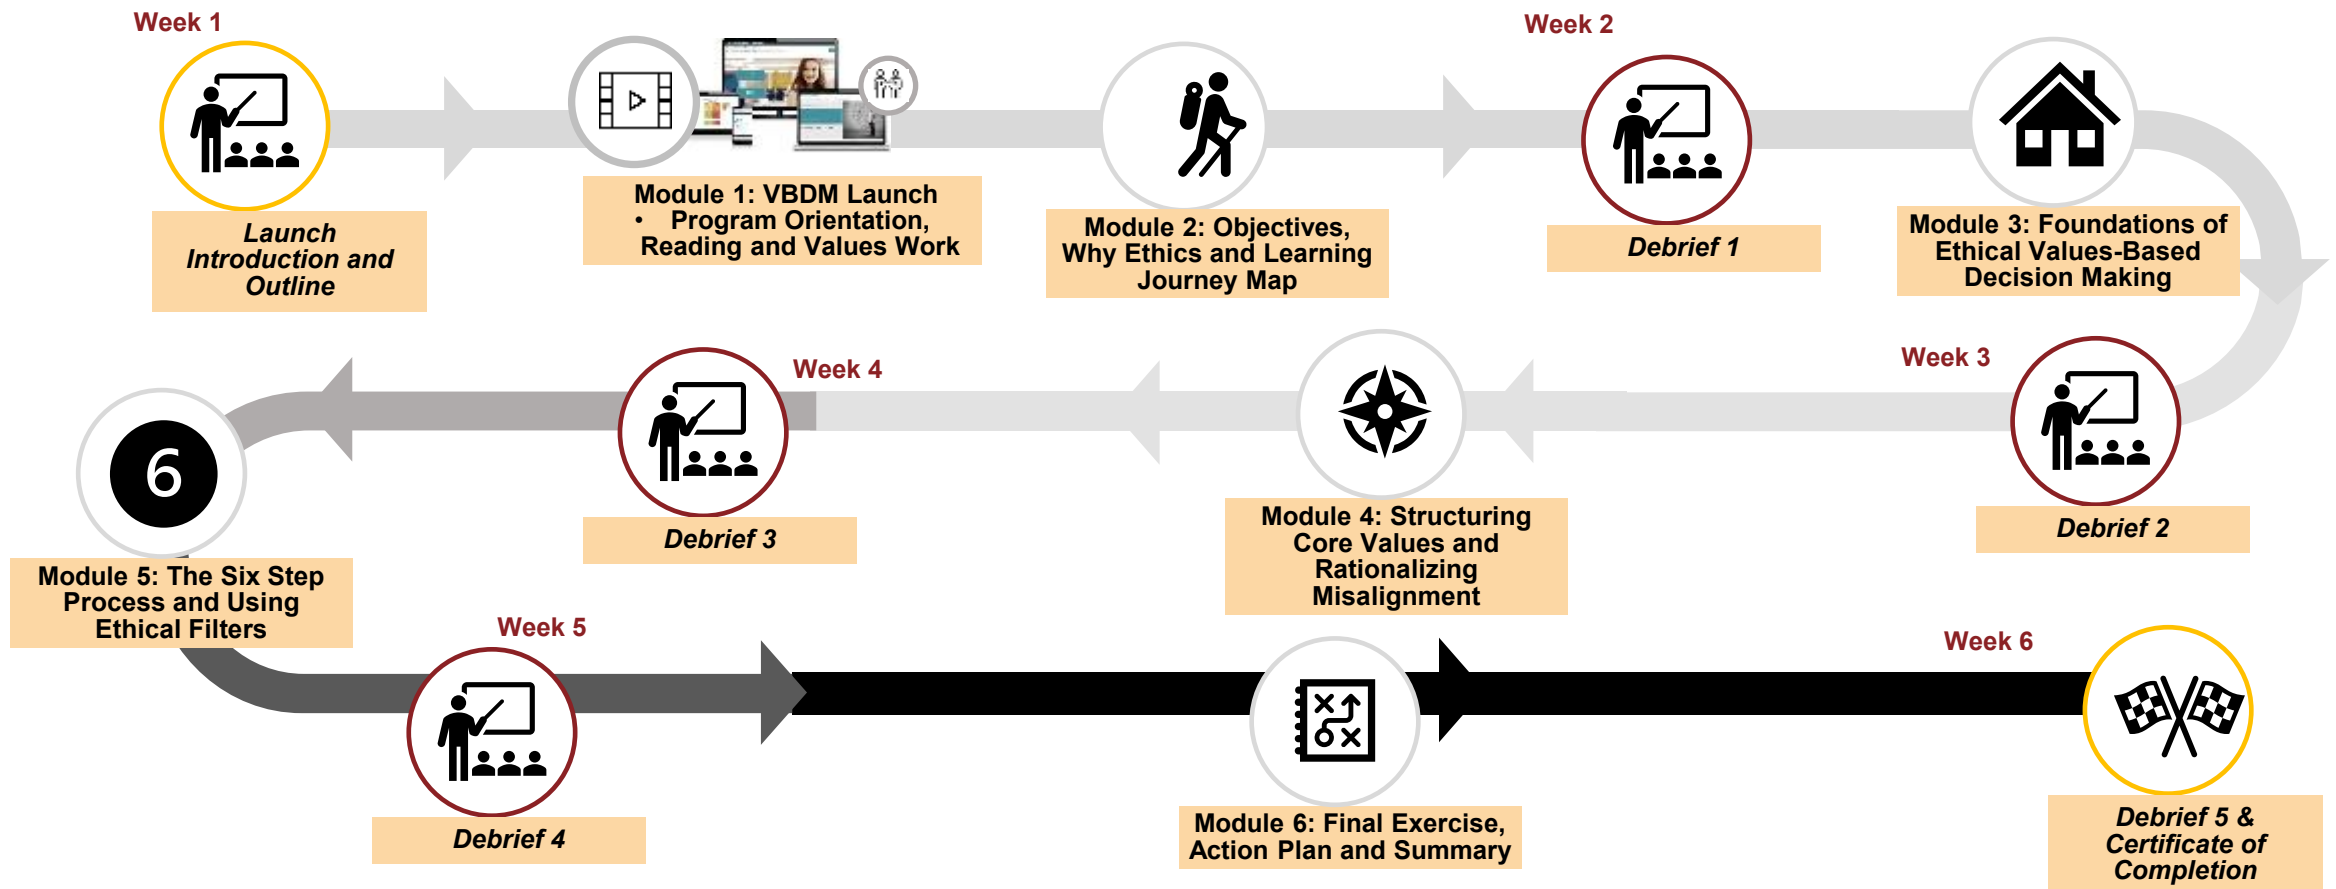 Week 1
Launch
Introduction and
Outline
Module 1: VBDM Launch
• Program Orientation,
Reading and Values Work
Module 2: Objectives,
Why Ethics and Learning
Journey Map
Week 2
Debrief 1
Module 3: Foundations of
Ethical Values-Based
Decision Making
Week 3
Debrief 2
Module 4: Structuring
Core Values and
Rationalizing
Misalignment
Week 4
Debrief 3
6
Module 5: The Six Step
Process and Using
Ethical Filters
Week 5
Debrief 4
Module 6: Final Exercise,
Action Plan and Summary
Week 6
Debrief 5 &
Certificate of
Completion